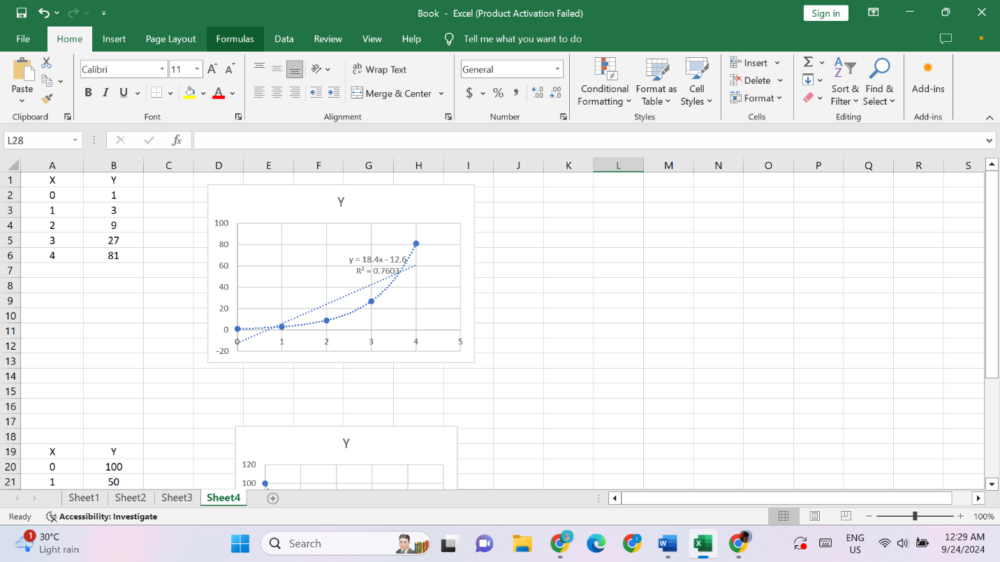 Book - Excel (Product Activation Failed)
Sign in
File Home Insert Page Layout Formulas Data Review View Help Tell me what you want to do
Paste
Clipboard
Calibri 11 A A
B I U A
Font
ab c Wrap Text
Merge & Center
Alignment
General
$ % , .0 .00 .00 .0
Number
Conditional Formatting
Format as Table
Cell Styles
Styles
Insert
Delete
Format
Cells
Σ
A Z
Sort & Filter
Find & Select
Editing
Add-ins
Add-ins
L28 fx
A B C D E F G H I J K L M N O P Q R S
1 X Y
2 0 1
3 1 3
4 2 9
5 3 27
6 4 81
7
8
9
10
11
12
13
14
15
16
17
18
19 X Y
20 0 100
21 1 50
Y
100
80
60
40
20
0
-20
0 1 2 3 4 5
y = 18.4x - 12.6
R² = 0.7603
Y
120
100
Sheet1 Sheet2 Sheet3 Sheet4
Ready Accessibility: Investigate 100%
1 30°C
Light rain
Search
ENG
US
12:29 AM
9/24/2024